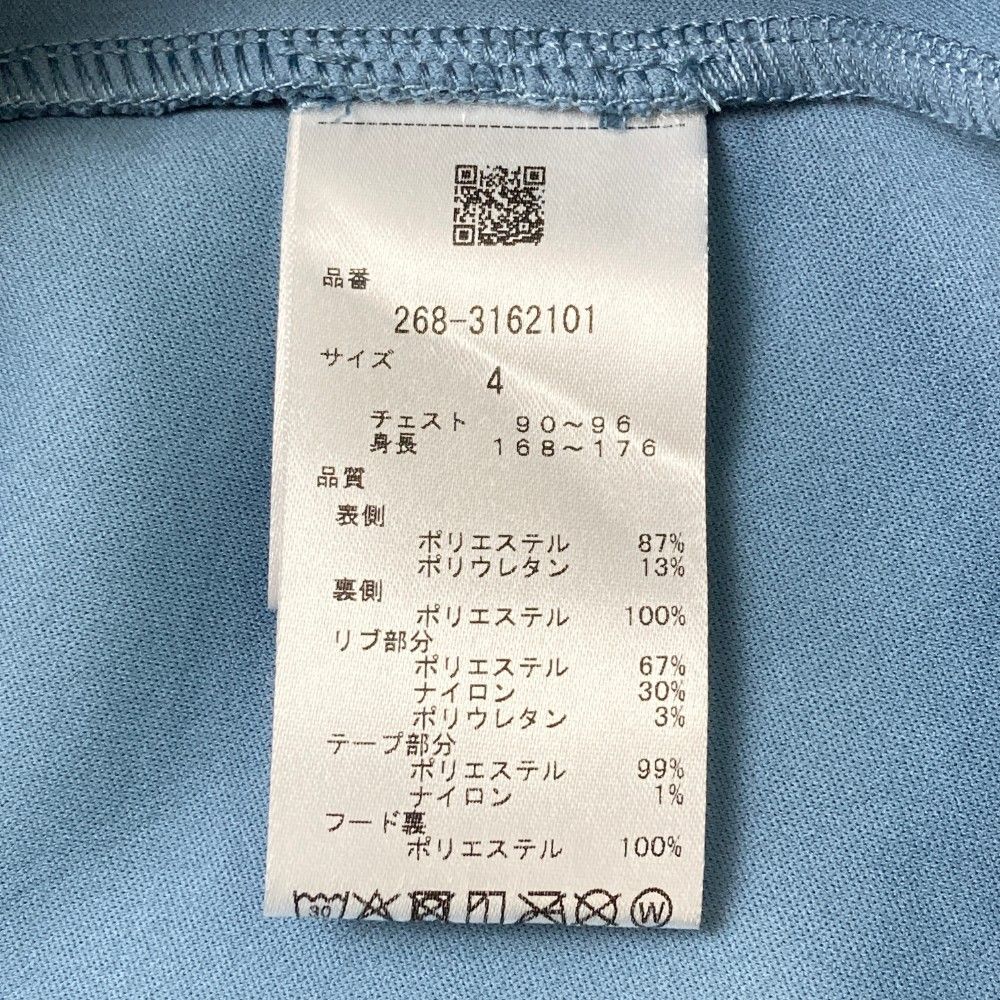 品番
268-3162101
サイズ
4
チェスト 90～96
身長 168～176
品質
表側
ポリエステル 87%
ポリウレタン 13%
裏側
ポリエステル 100%
リブ部分
ポリエステル 67%
ナイロン 30%
ポリウレタン 3%
テープ部分
ポリエステル 99%
ナイロン 1%
フード裏
ポリエステル 100%
30 W